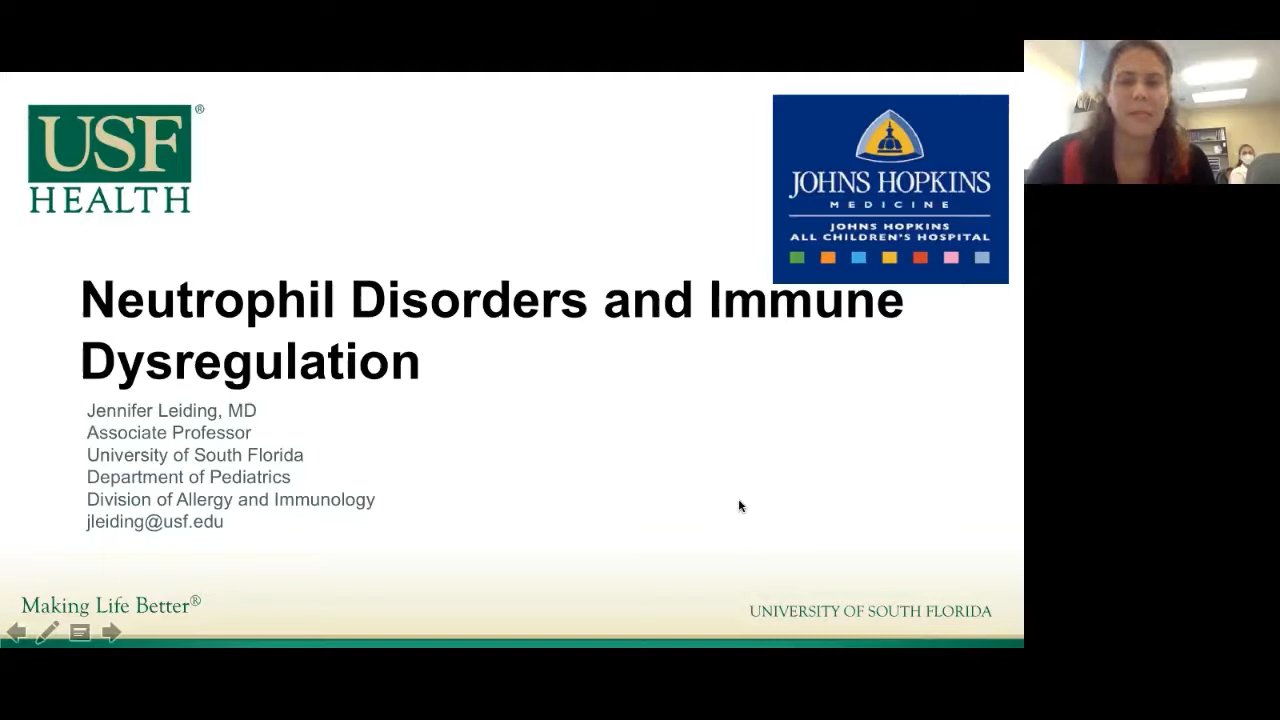 USF®
HEALTH
JOHNS HOPKINS
MEDICINE
JOHNS HOPKINS
ALL CHILDREN'S HOSPITAL
Neutrophil Disorders and Immune
Dysregulation
Jennifer Leiding, MD
Associate Professor
University of South Florida
Department of Pediatrics
Division of Allergy and Immunology
jleiding@usf.edu
Making Life Better®
UNIVERSITY OF SOUTH FLORIDA